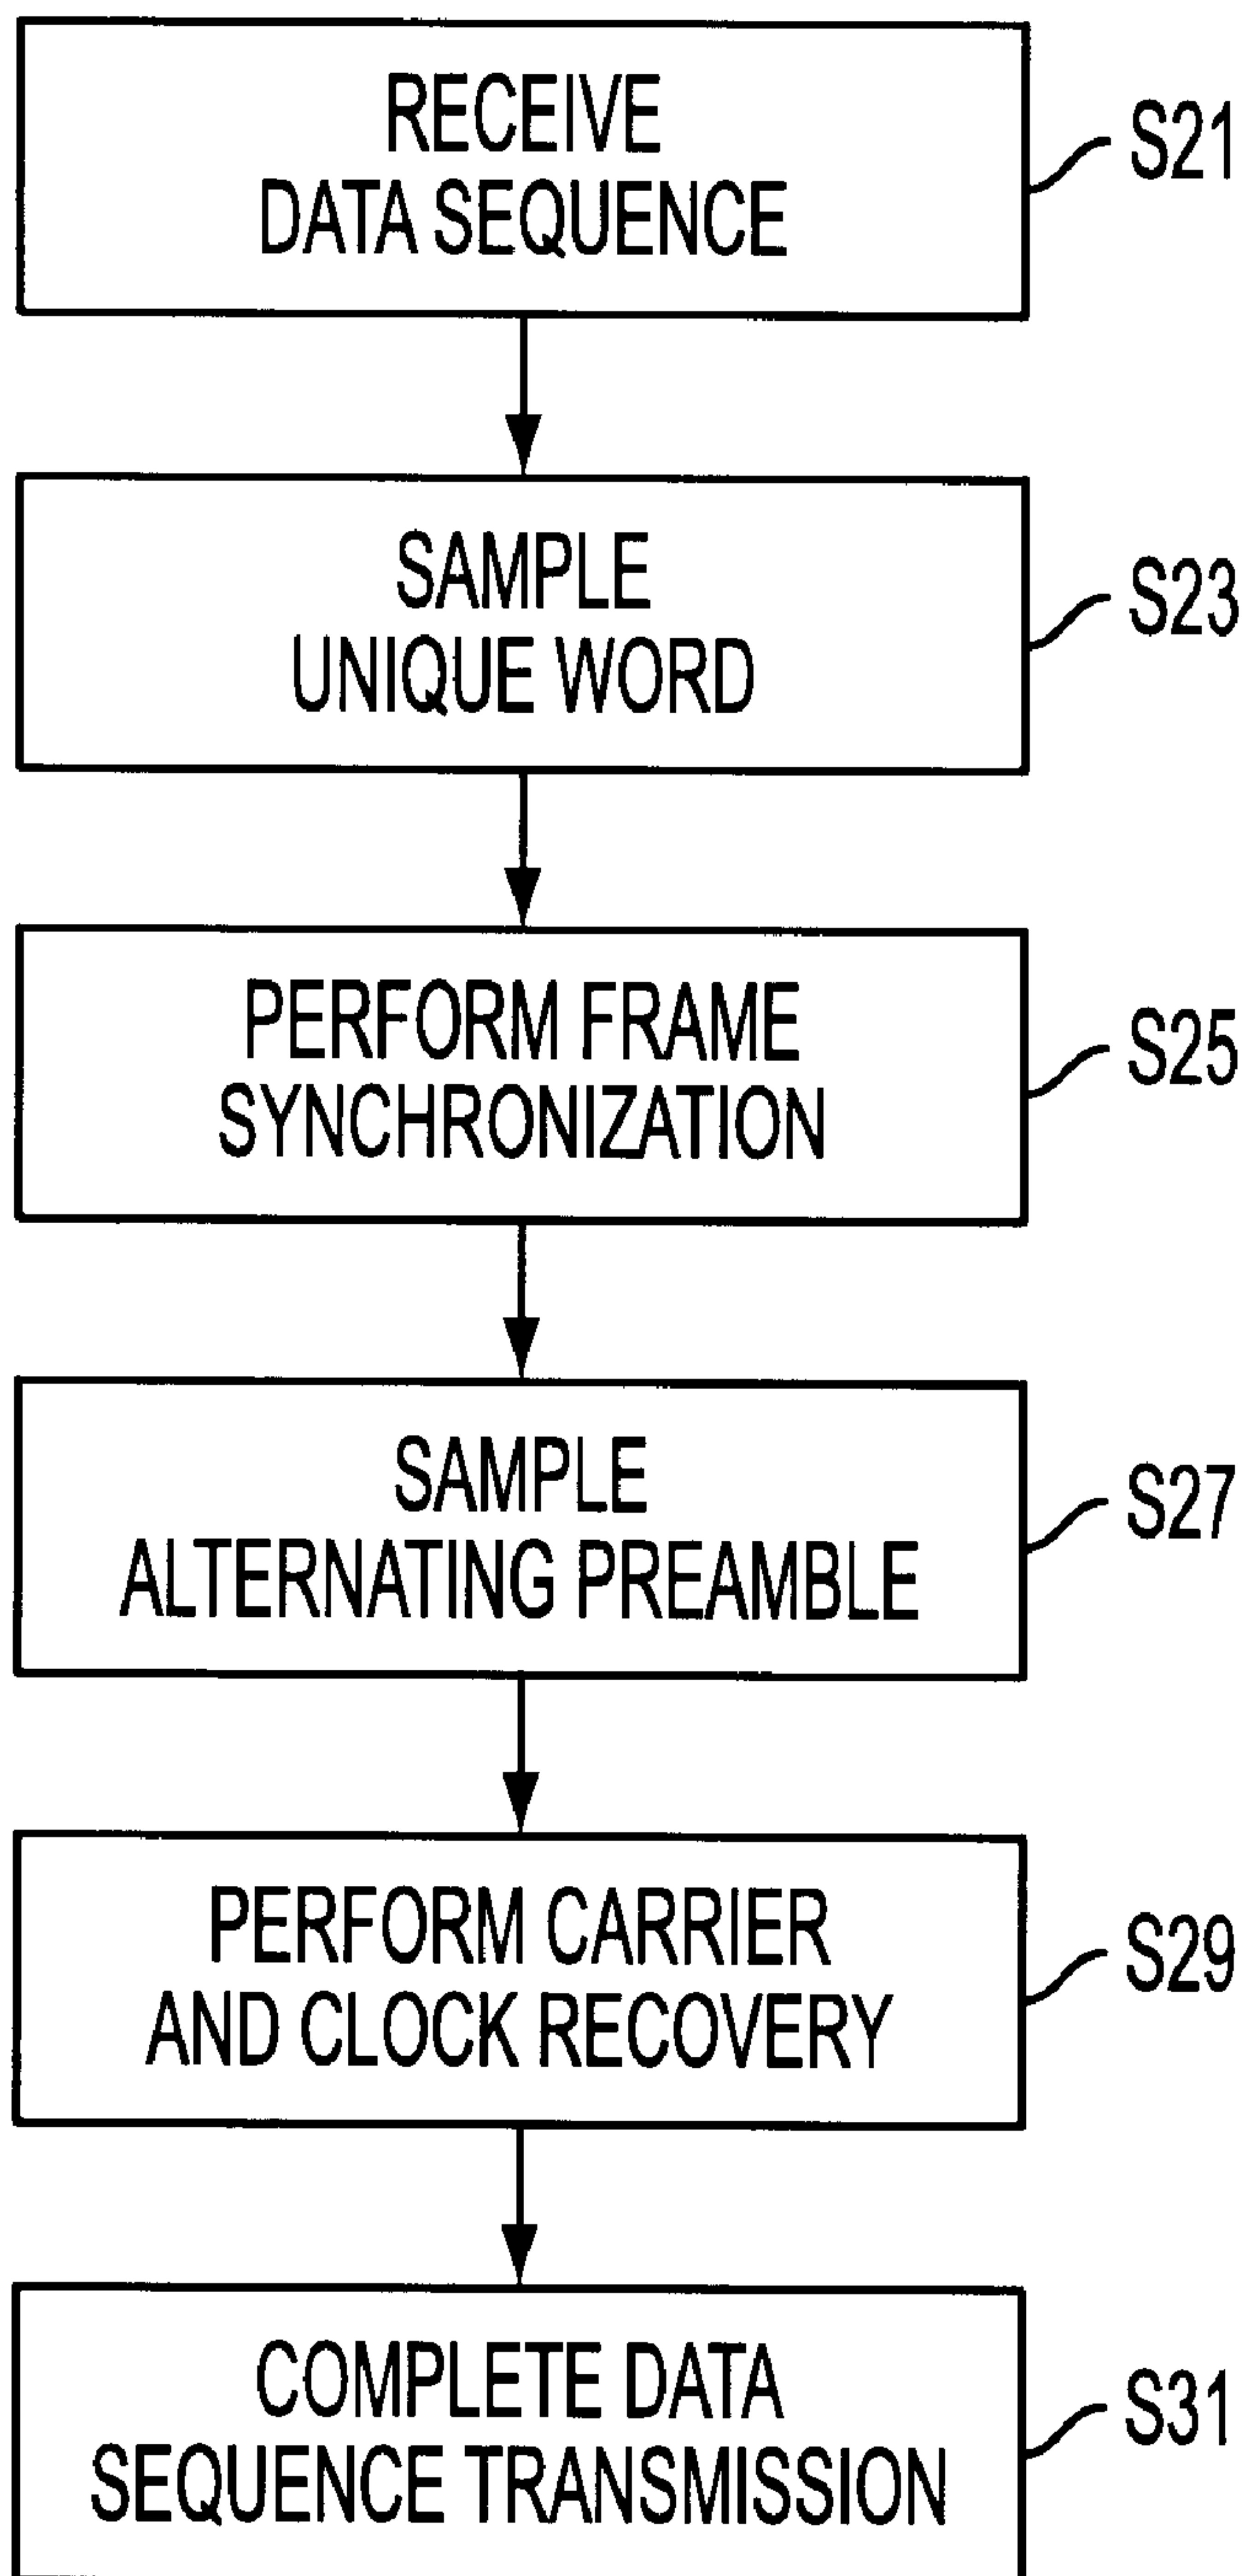 RECEIVE
DATA SEQUENCE
S21
SAMPLE
UNIQUE WORD
S23
PERFORM FRAME
SYNCHRONIZATION
S25
SAMPLE
ALTERNATING PREAMBLE
S27
PERFORM CARRIER
AND CLOCK RECOVERY
S29
COMPLETE DATA
SEQUENCE TRANSMISSION
S31